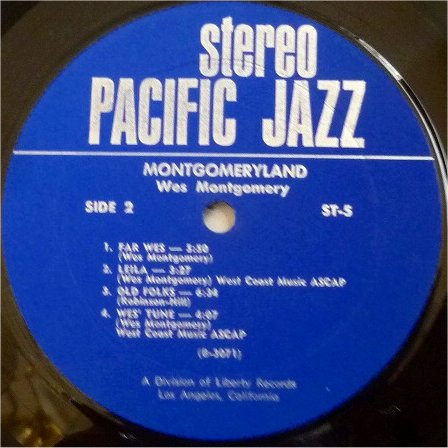 stereo
PACIFIC JAZZ
MONTGOMERYLAND
Wes Montgomery
SIDE 2 ST-5
1. FAR WES — 5:50
(Wes Montgomery)
2. LEILA — 3:27
(Wes Montgomery) West Coast Music ASCAP
3. OLD FOLKS — 6:34
(Robinson-Hill)
4. WES' TUNE — 4:07
(Wes Montgomery)
West Coast Music ASCAP
(D-3071)
A Division of Liberty Records
Los Angeles, California